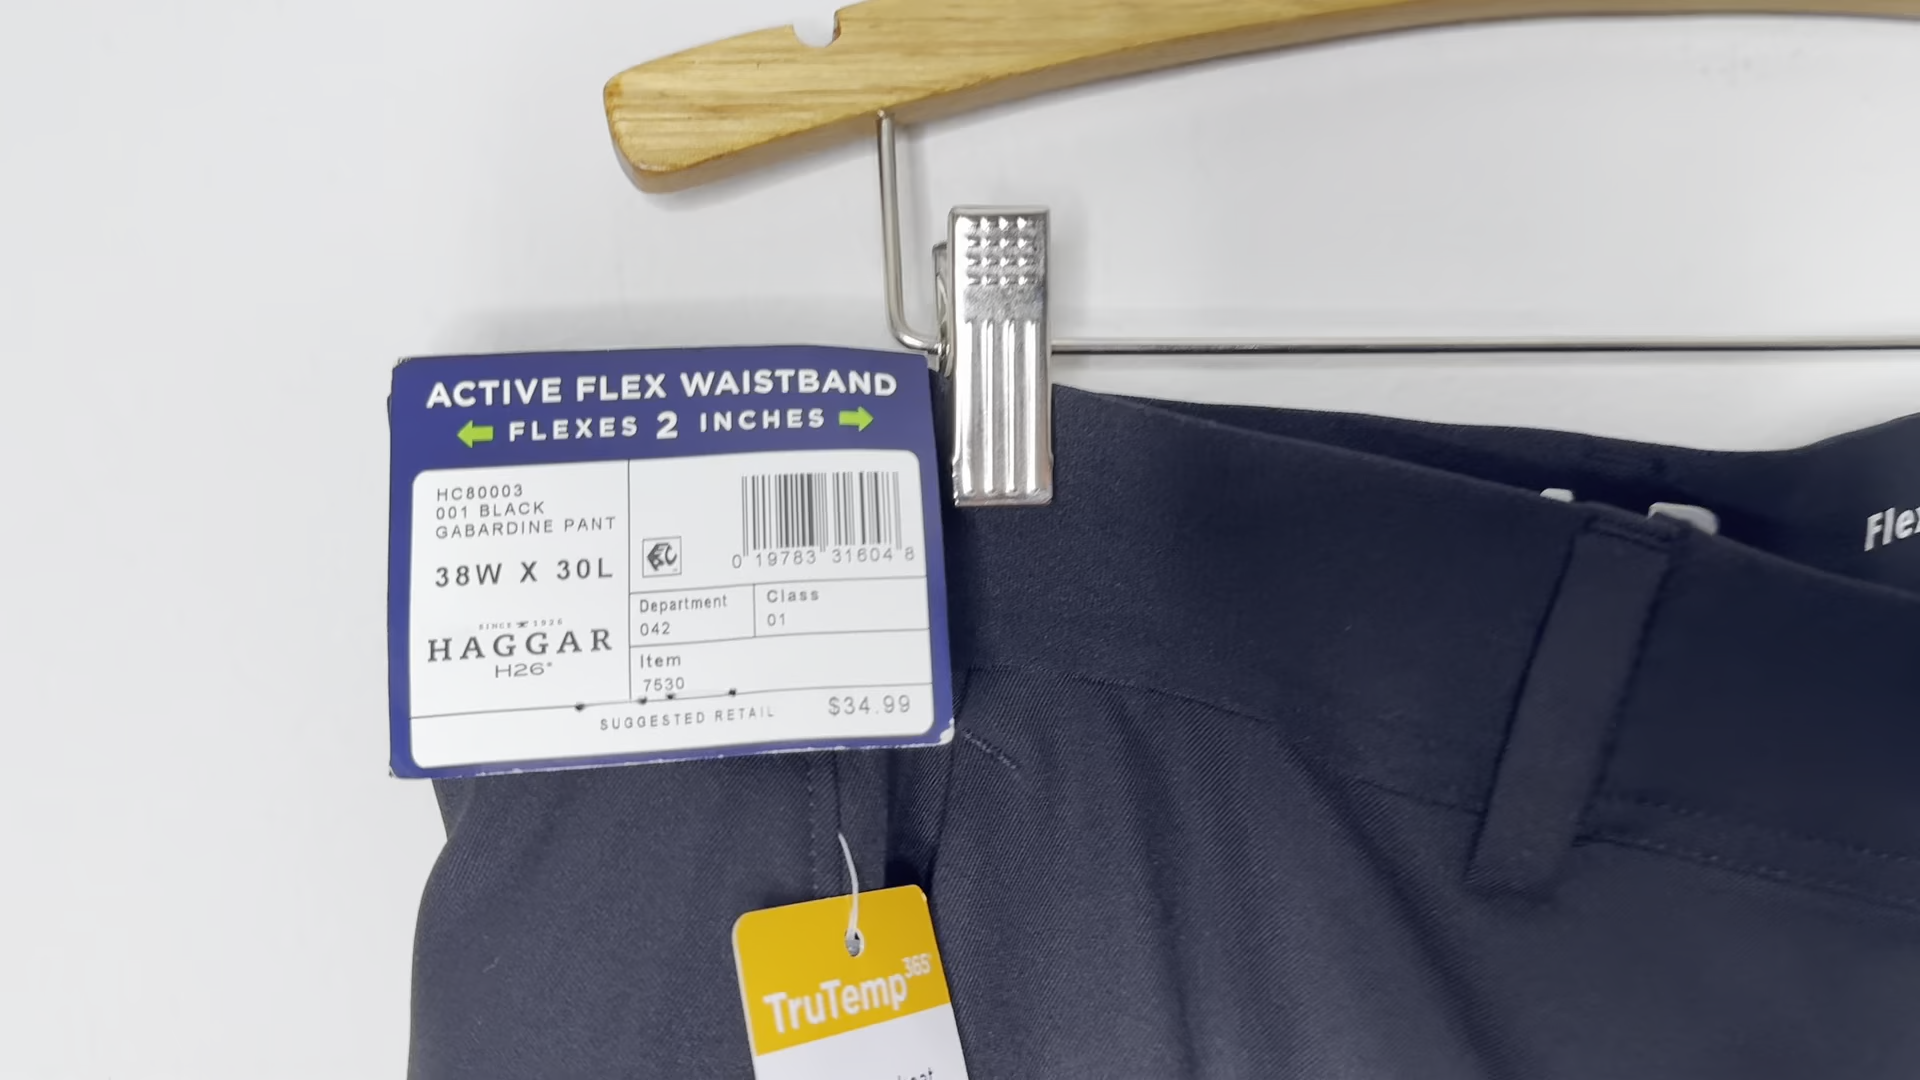 ACTIVE FLEX WAISTBAND
FLEXES 2 INCHES
HC80003
001 BLACK
GABARDINE PANT
38W X 30L
SINCE 1926
HAGGAR
H26®
0 19783 31604 8
Department
042
Class
01
Item
7530
SUGGESTED RETAIL $34.99
Flex
TruTemp365®